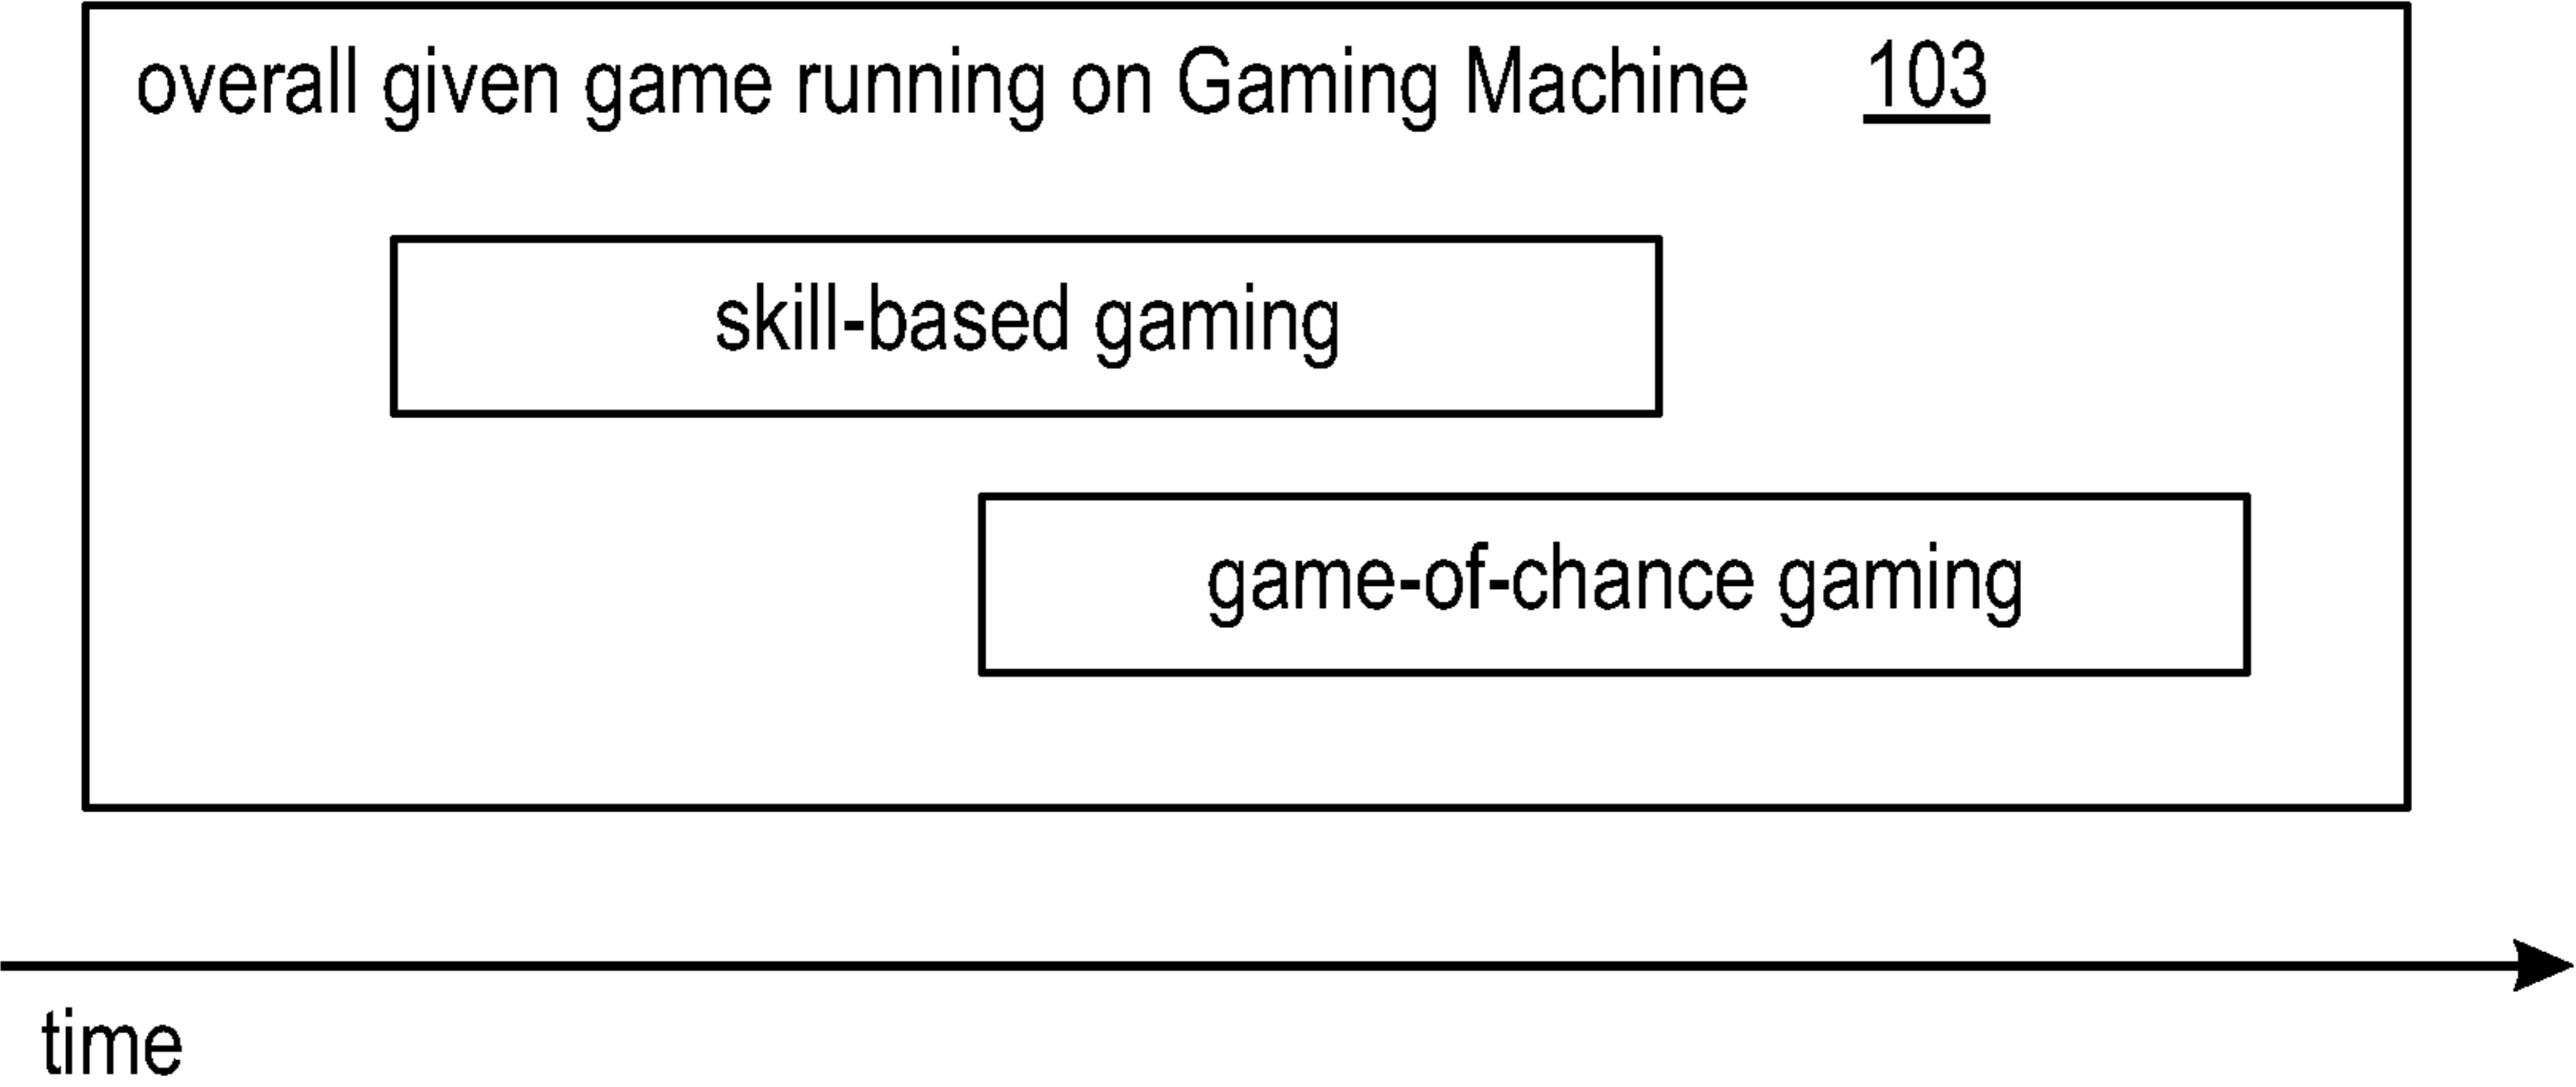 overall given game running on Gaming Machine 103
skill-based gaming
game-of-chance gaming
time